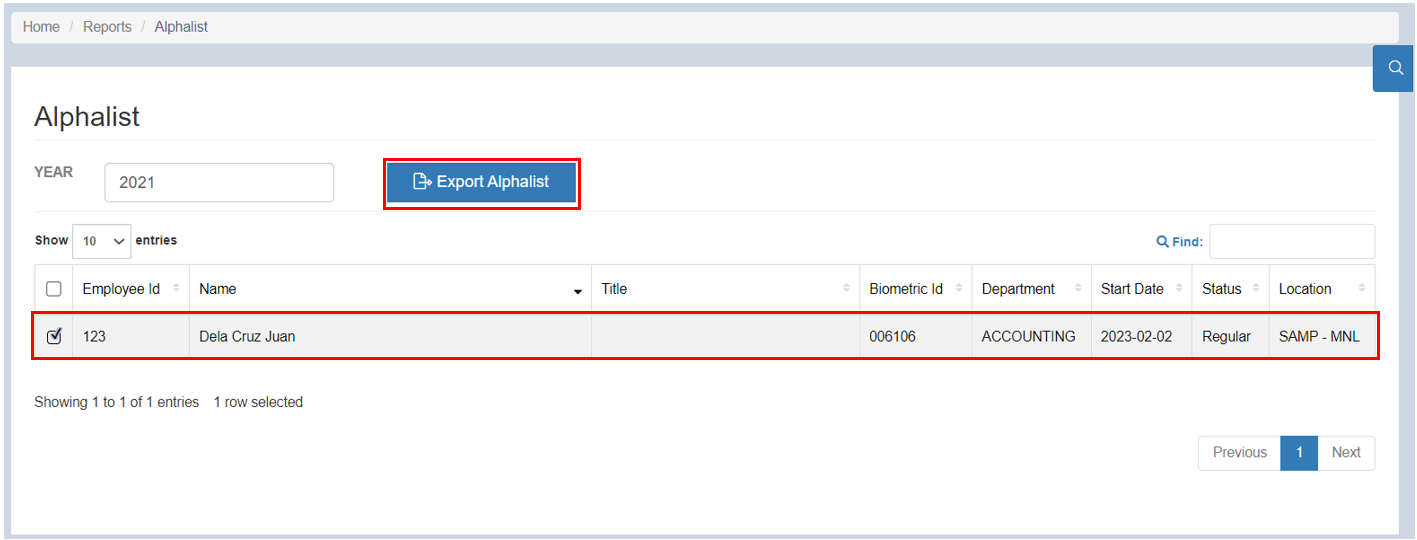 Home / Reports / Alphalist
Alphalist
YEAR 2021 Export Alphalist
Show 10 entries Find:
Employee Id Name Title Biometric Id Department Start Date Status Location
123 Dela Cruz Juan 006106 ACCOUNTING 2023-02-02 Regular SAMP - MNL
Showing 1 to 1 of 1 entries 1 row selected
Previous 1 Next